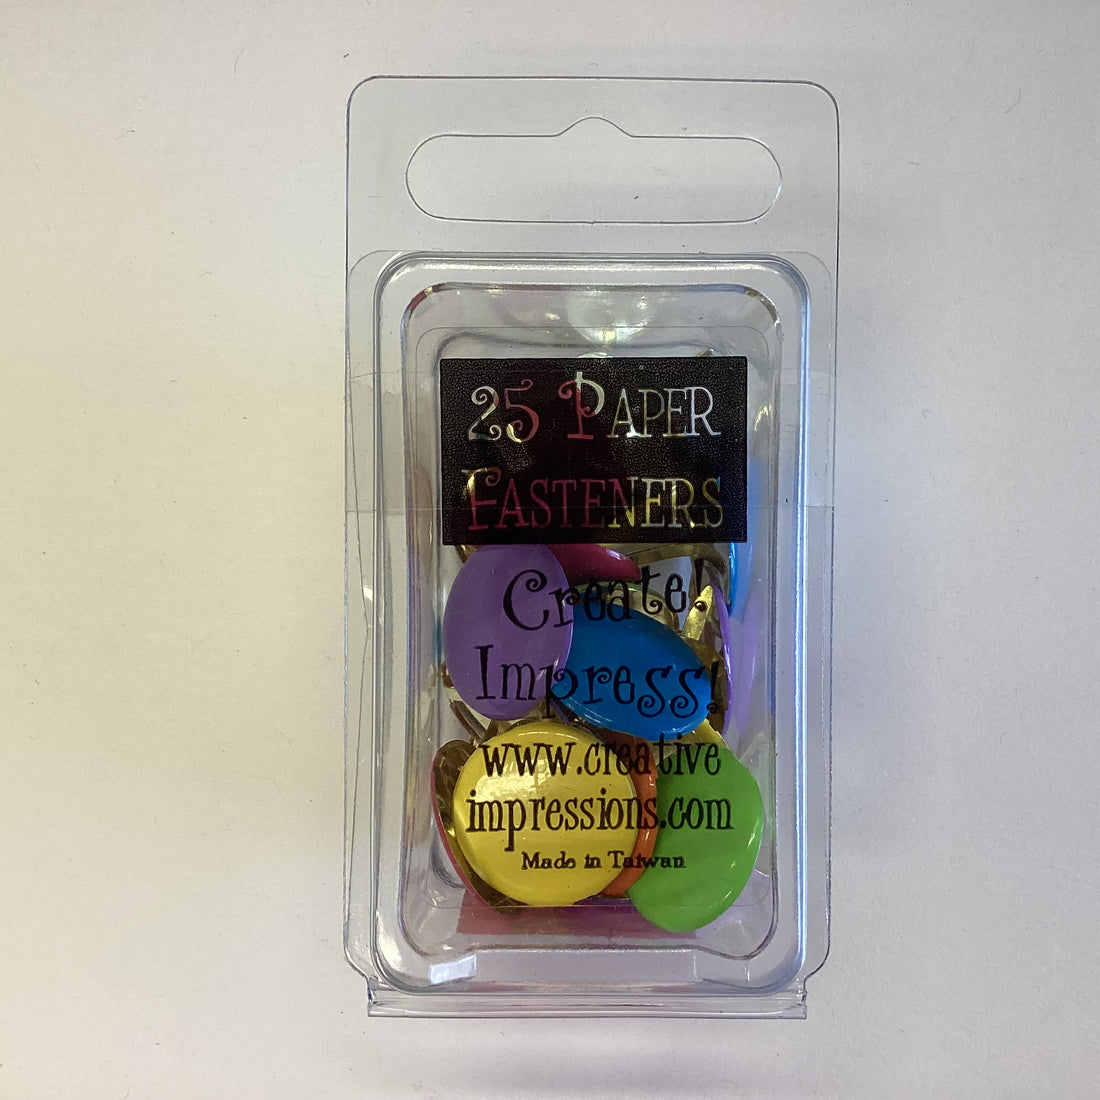 25 PAPER
FASTENERS
Create!
Impress!
www.creative
impressions.com
Made in Taiwan